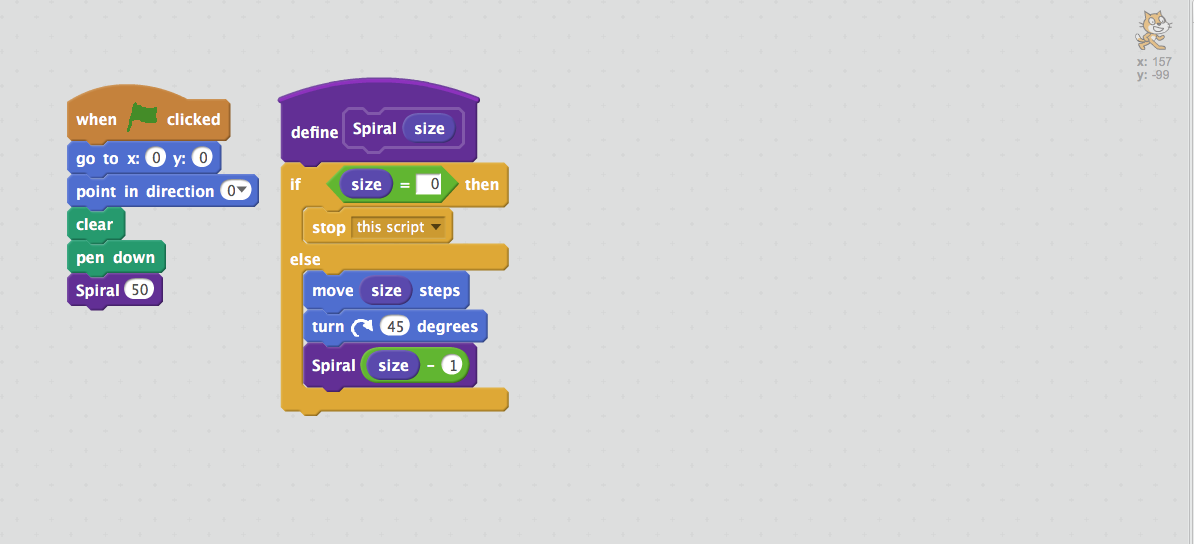 when clicked
go to x: 0 y: 0
point in direction 0
clear
pen down
Spiral 50
define Spiral size
if size = 0 then
stop this script
else
move size steps
turn 45 degrees
Spiral size - 1
x: 157
y: -99